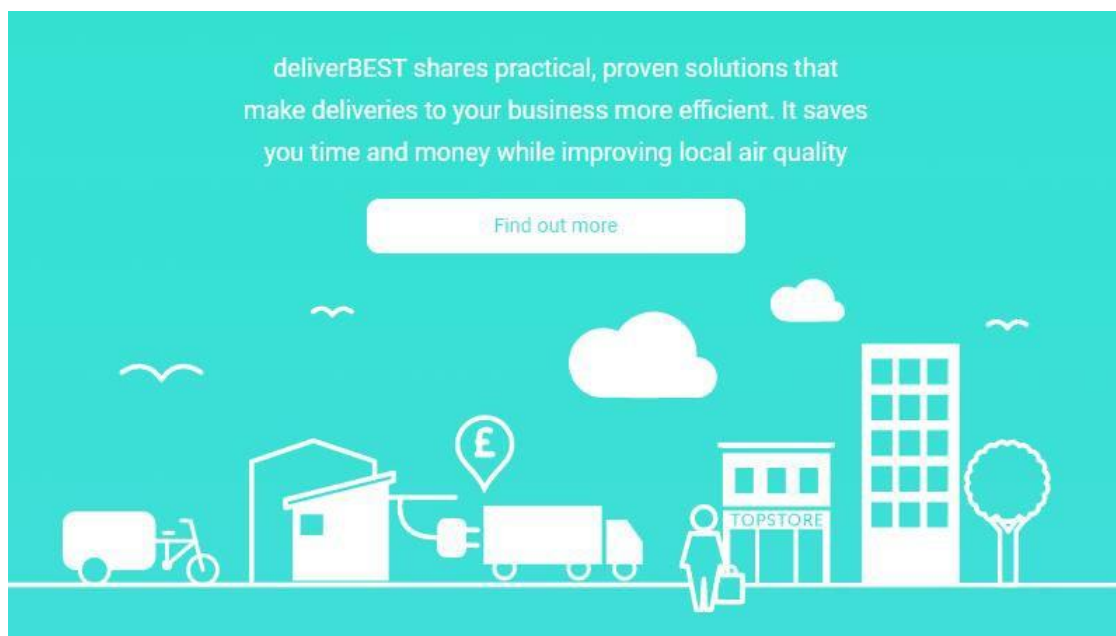 deliverBEST shares practical, proven solutions that
make deliveries to your business more efficient. It saves
you time and money while improving local air quality
Find out more
£
TOPSTORE